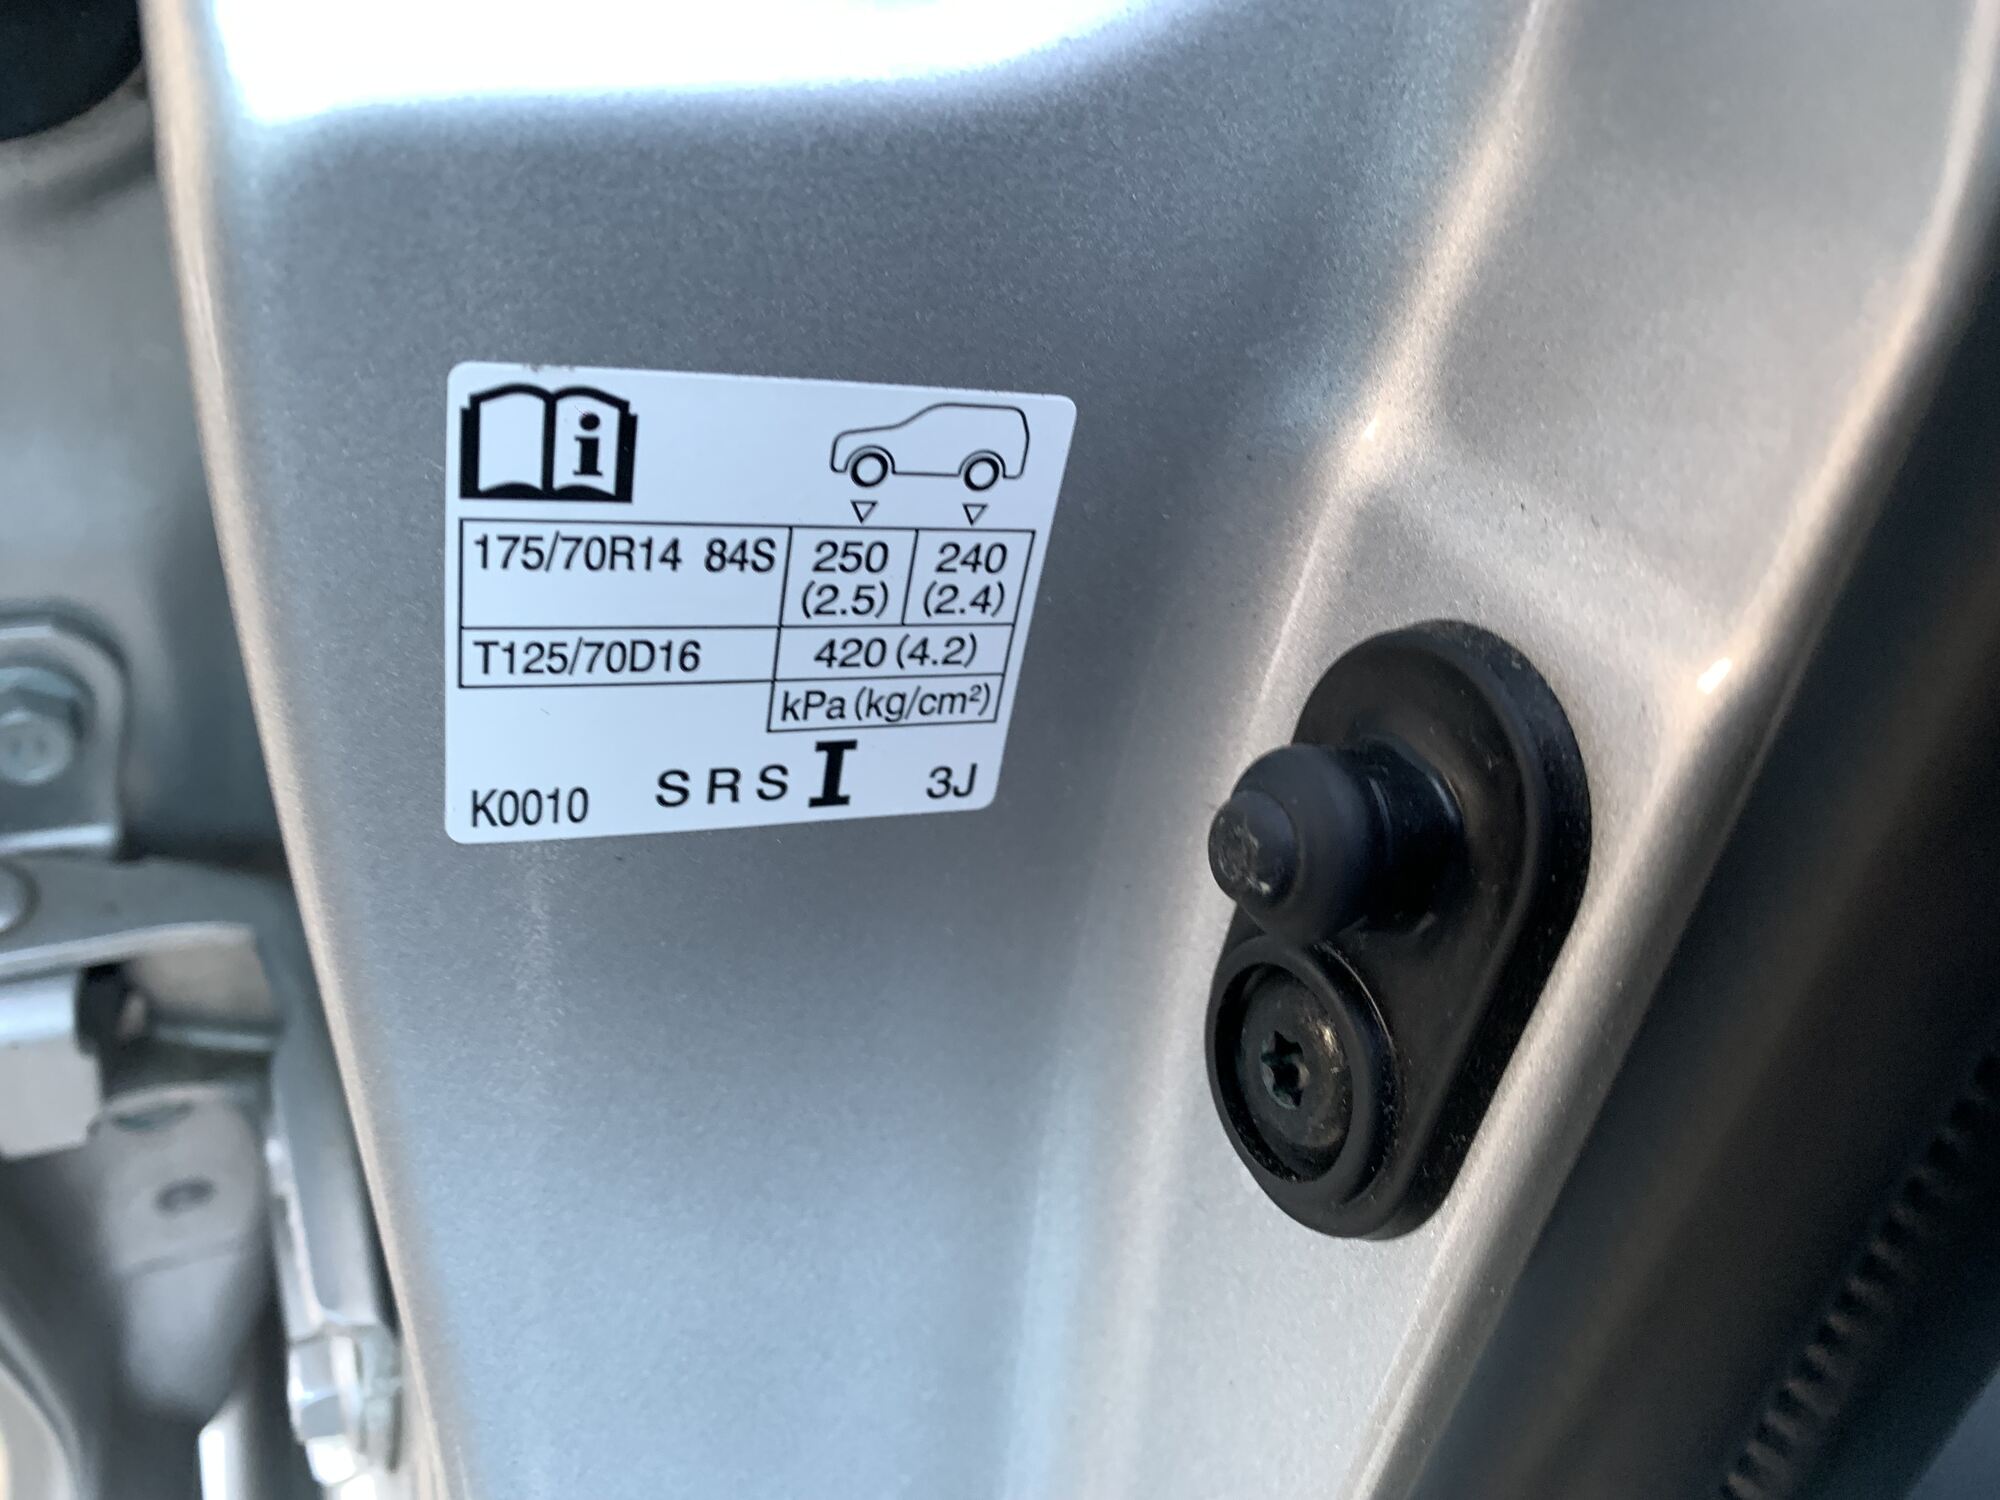 i
175/70R14 84S 250 240
(2.5) (2.4)
T125/70D16 420 (4.2)
kPa (kg/cm²)
K0010 SRS I 3J